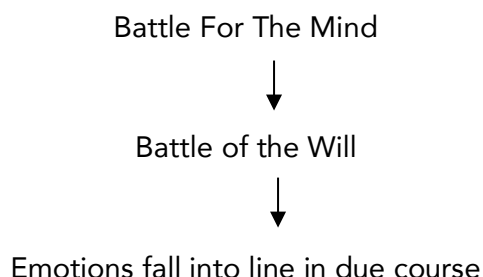 Battle For The Mind
Battle of the Will
Emotions fall into line in due course